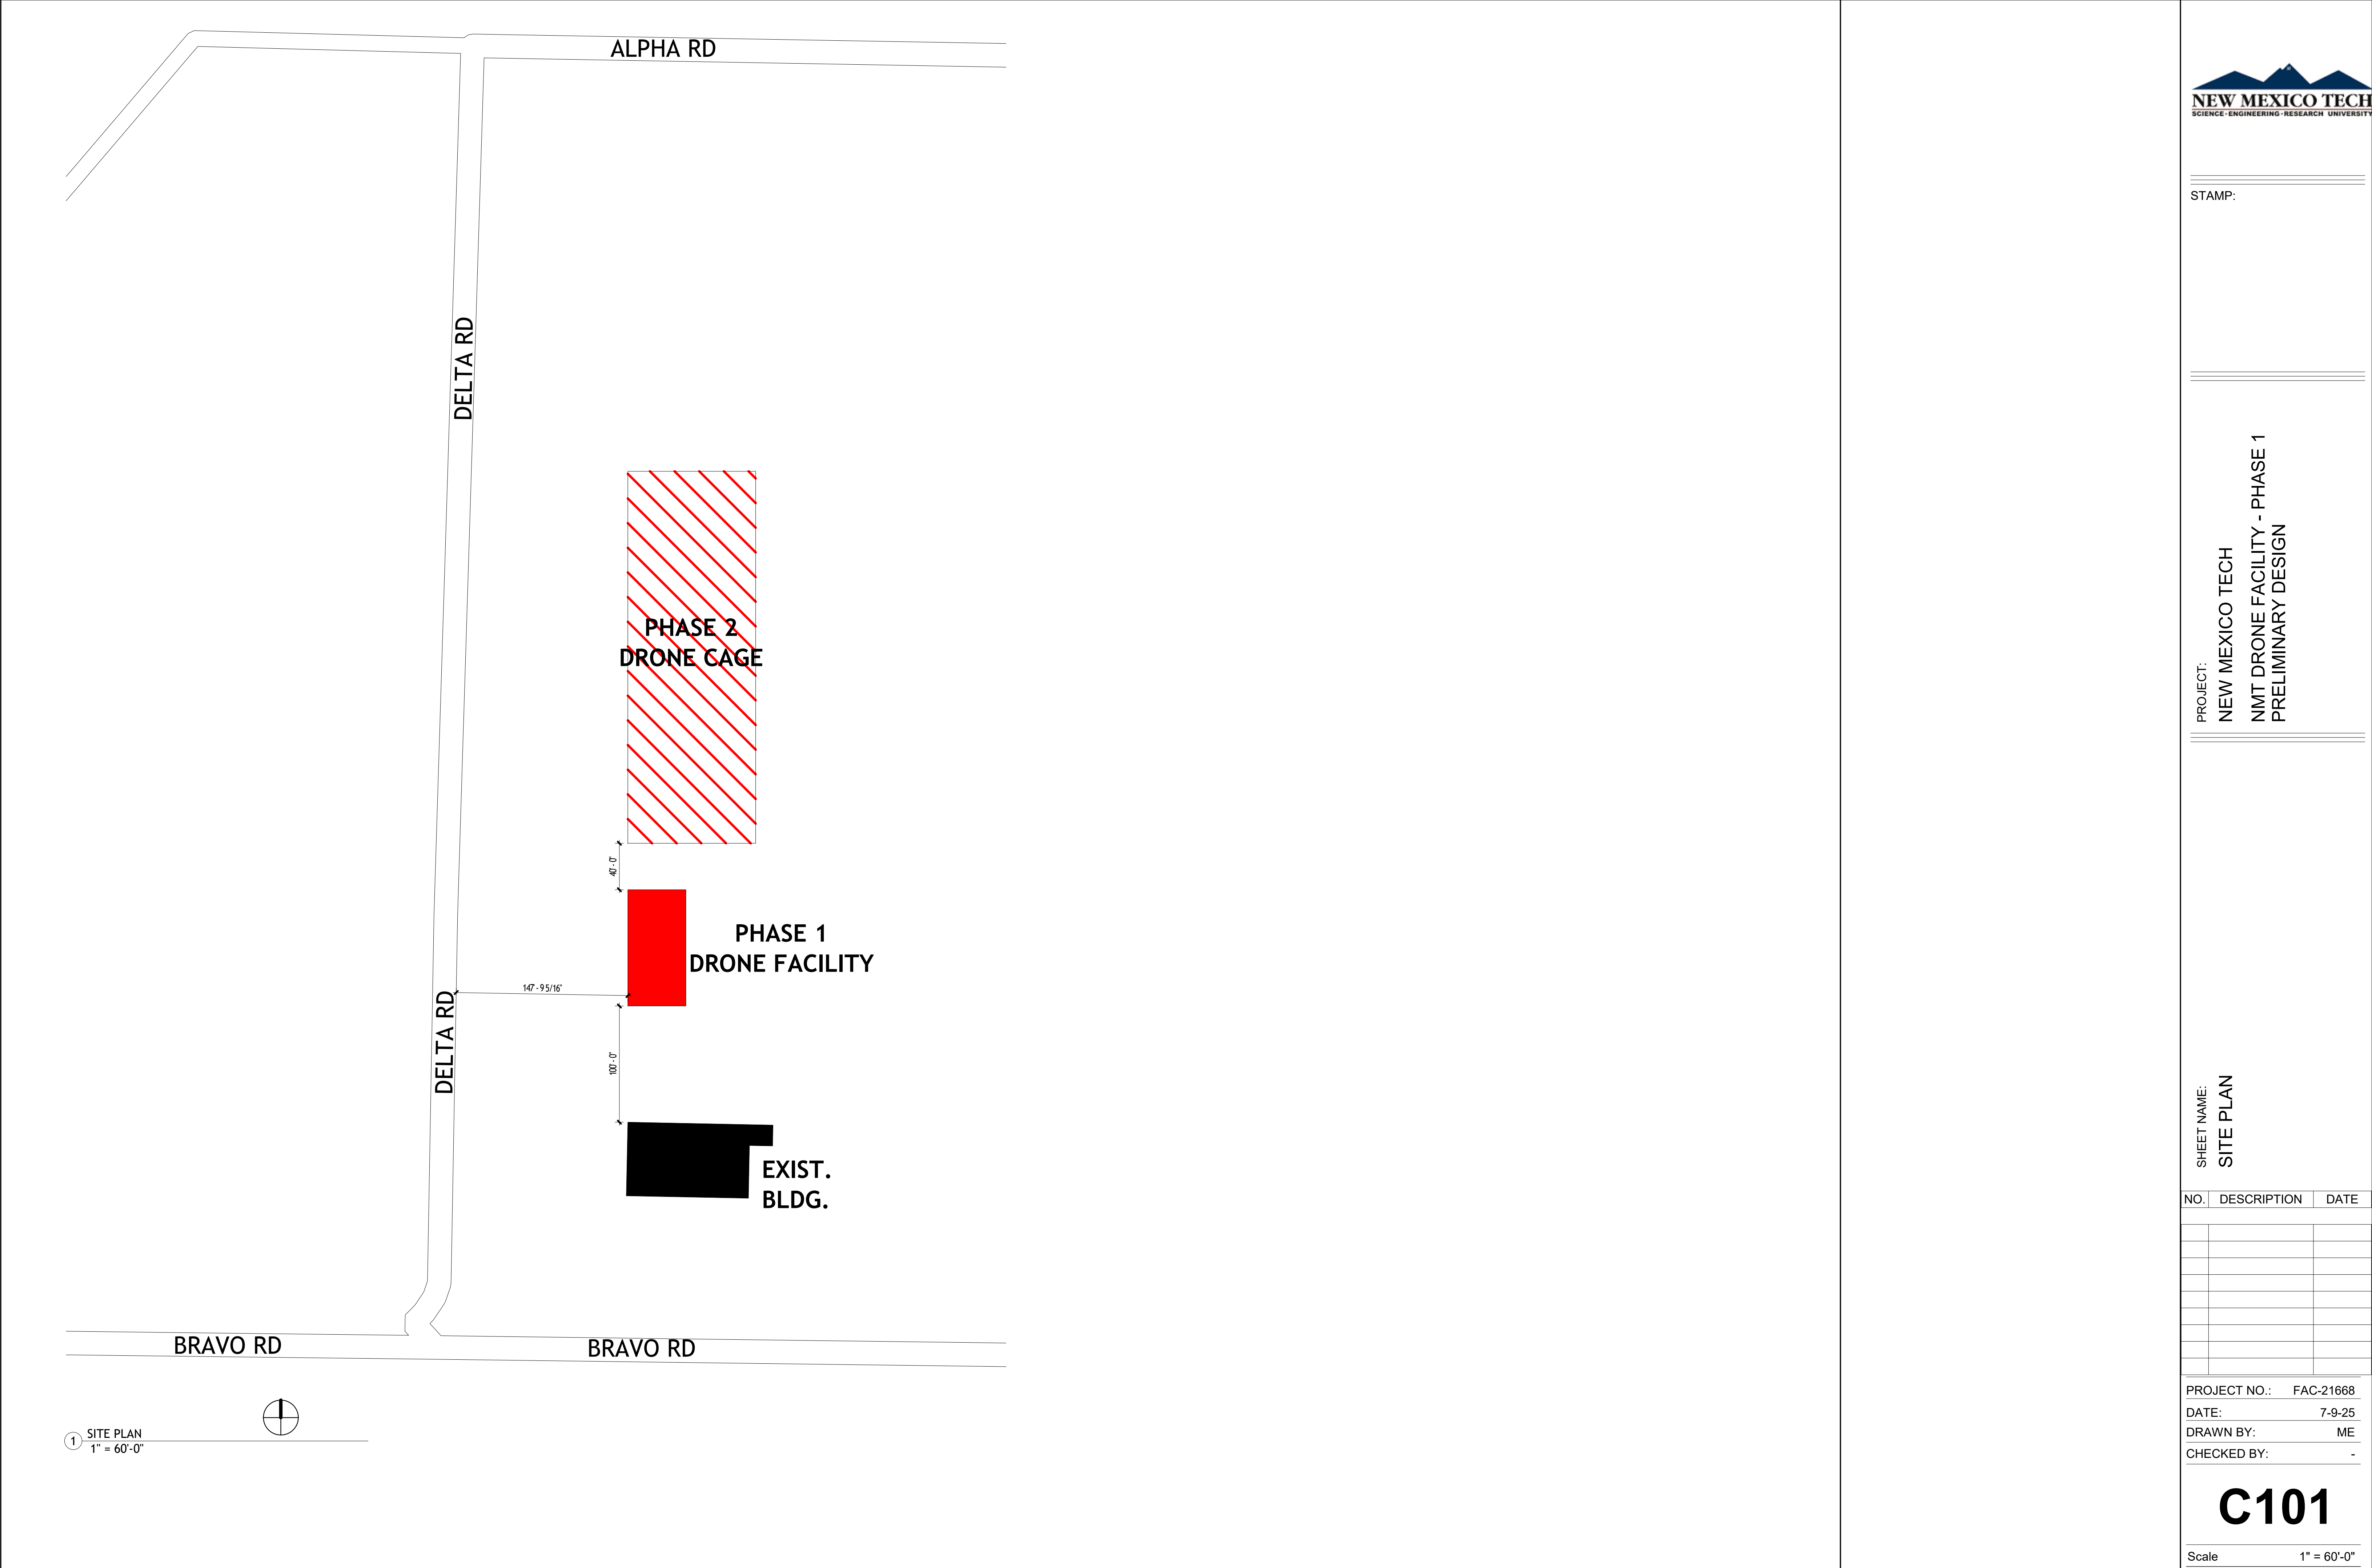 ALPHA RD
DELTA RD
PHASE 2
DRONE CAGE
40' - 0"
PHASE 1
DRONE FACILITY
147' - 9 5/16"
DELTA RD
100' - 0"
EXIST.
BLDG.
BRAVO RD
BRAVO RD
1
SITE PLAN
1" = 60'-0"
NEW MEXICO TECH
SCIENCE • ENGINEERING • RESEARCH UNIVERSITY
STAMP:
PROJECT:
NEW MEXICO TECH
NMT DRONE FACILITY - PHASE 1
PRELIMINARY DESIGN
SHEET NAME:
SITE PLAN
NO. DESCRIPTION DATE
PROJECT NO.: FAC-21668
DATE: 7-9-25
DRAWN BY: ME
CHECKED BY: -
C101
Scale 1" = 60'-0"